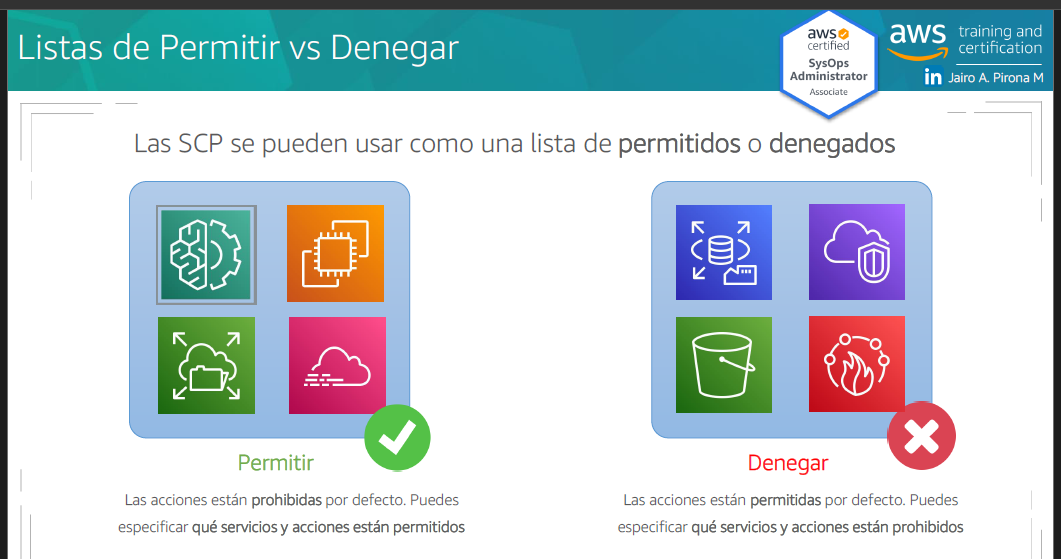 Listas de Permitir vs Denegar
aws
certified
SysOps
Administrator
Associate
aws
training and
certification
in Jairo A. Pirona M
Las SCP se pueden usar como una lista de permitidos o denegados
Permitir
Las acciones están prohibidas por defecto. Puedes
especificar qué servicios y acciones están permitidos
Denegar
Las acciones están permitidas por defecto. Puedes
especificar qué servicios y acciones están prohibidos